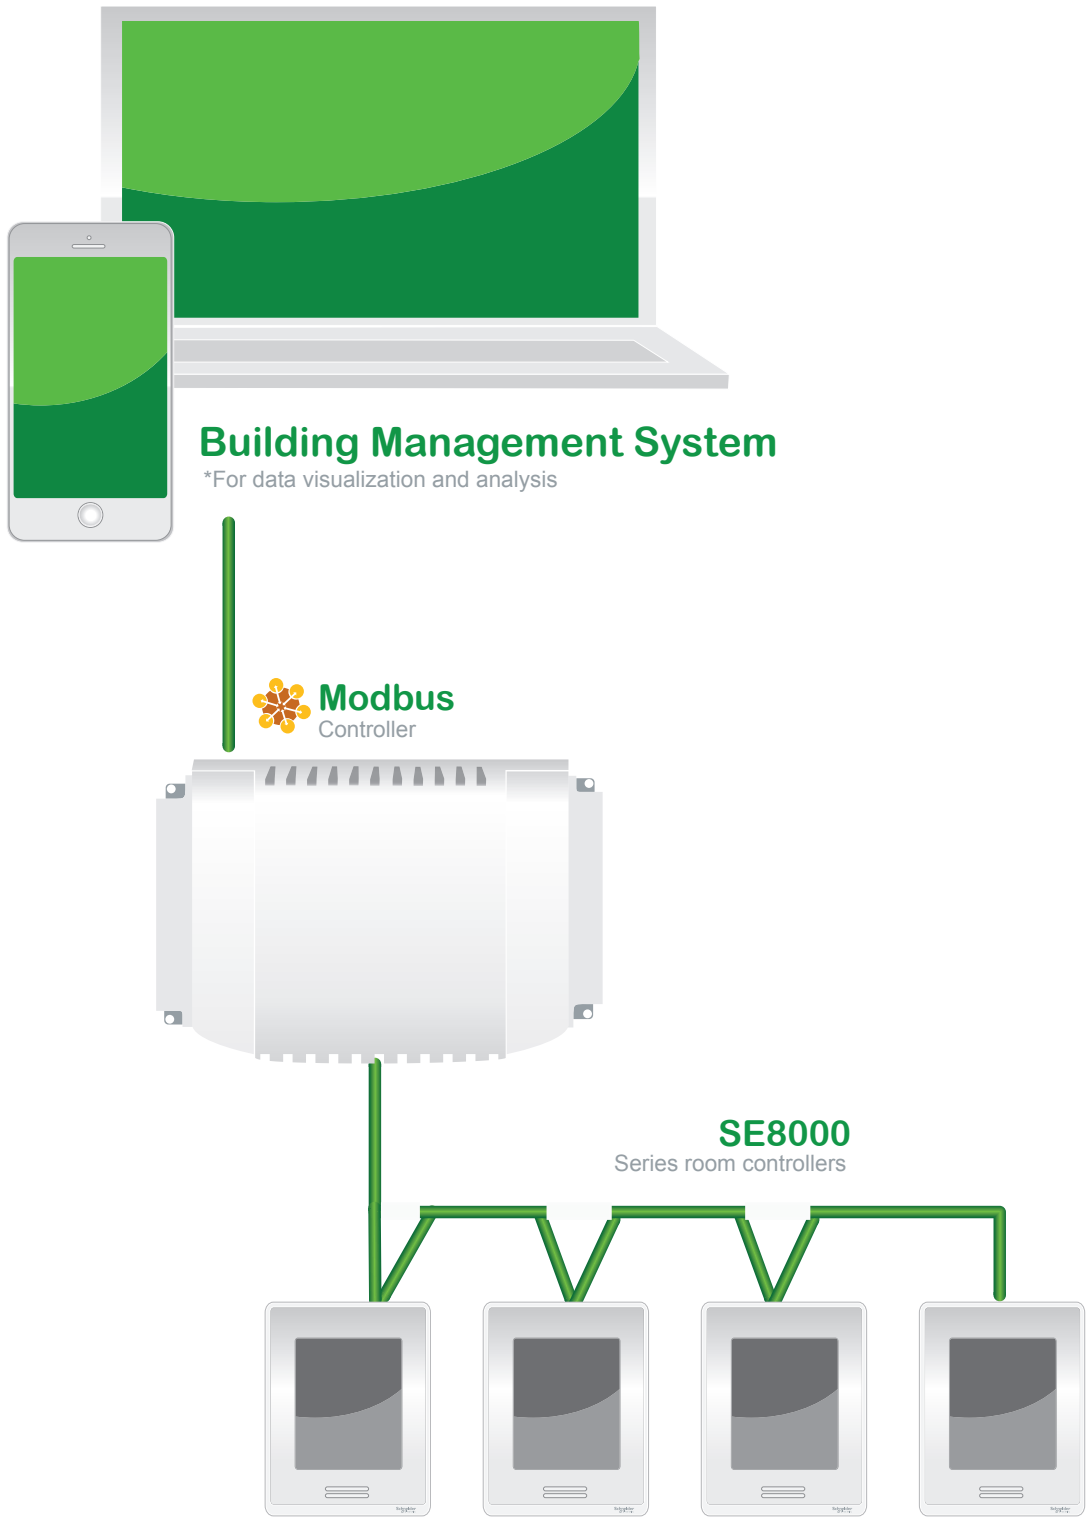 Building Management System
*For data visualization and analysis
Modbus
Controller
SE8000
Series room controllers